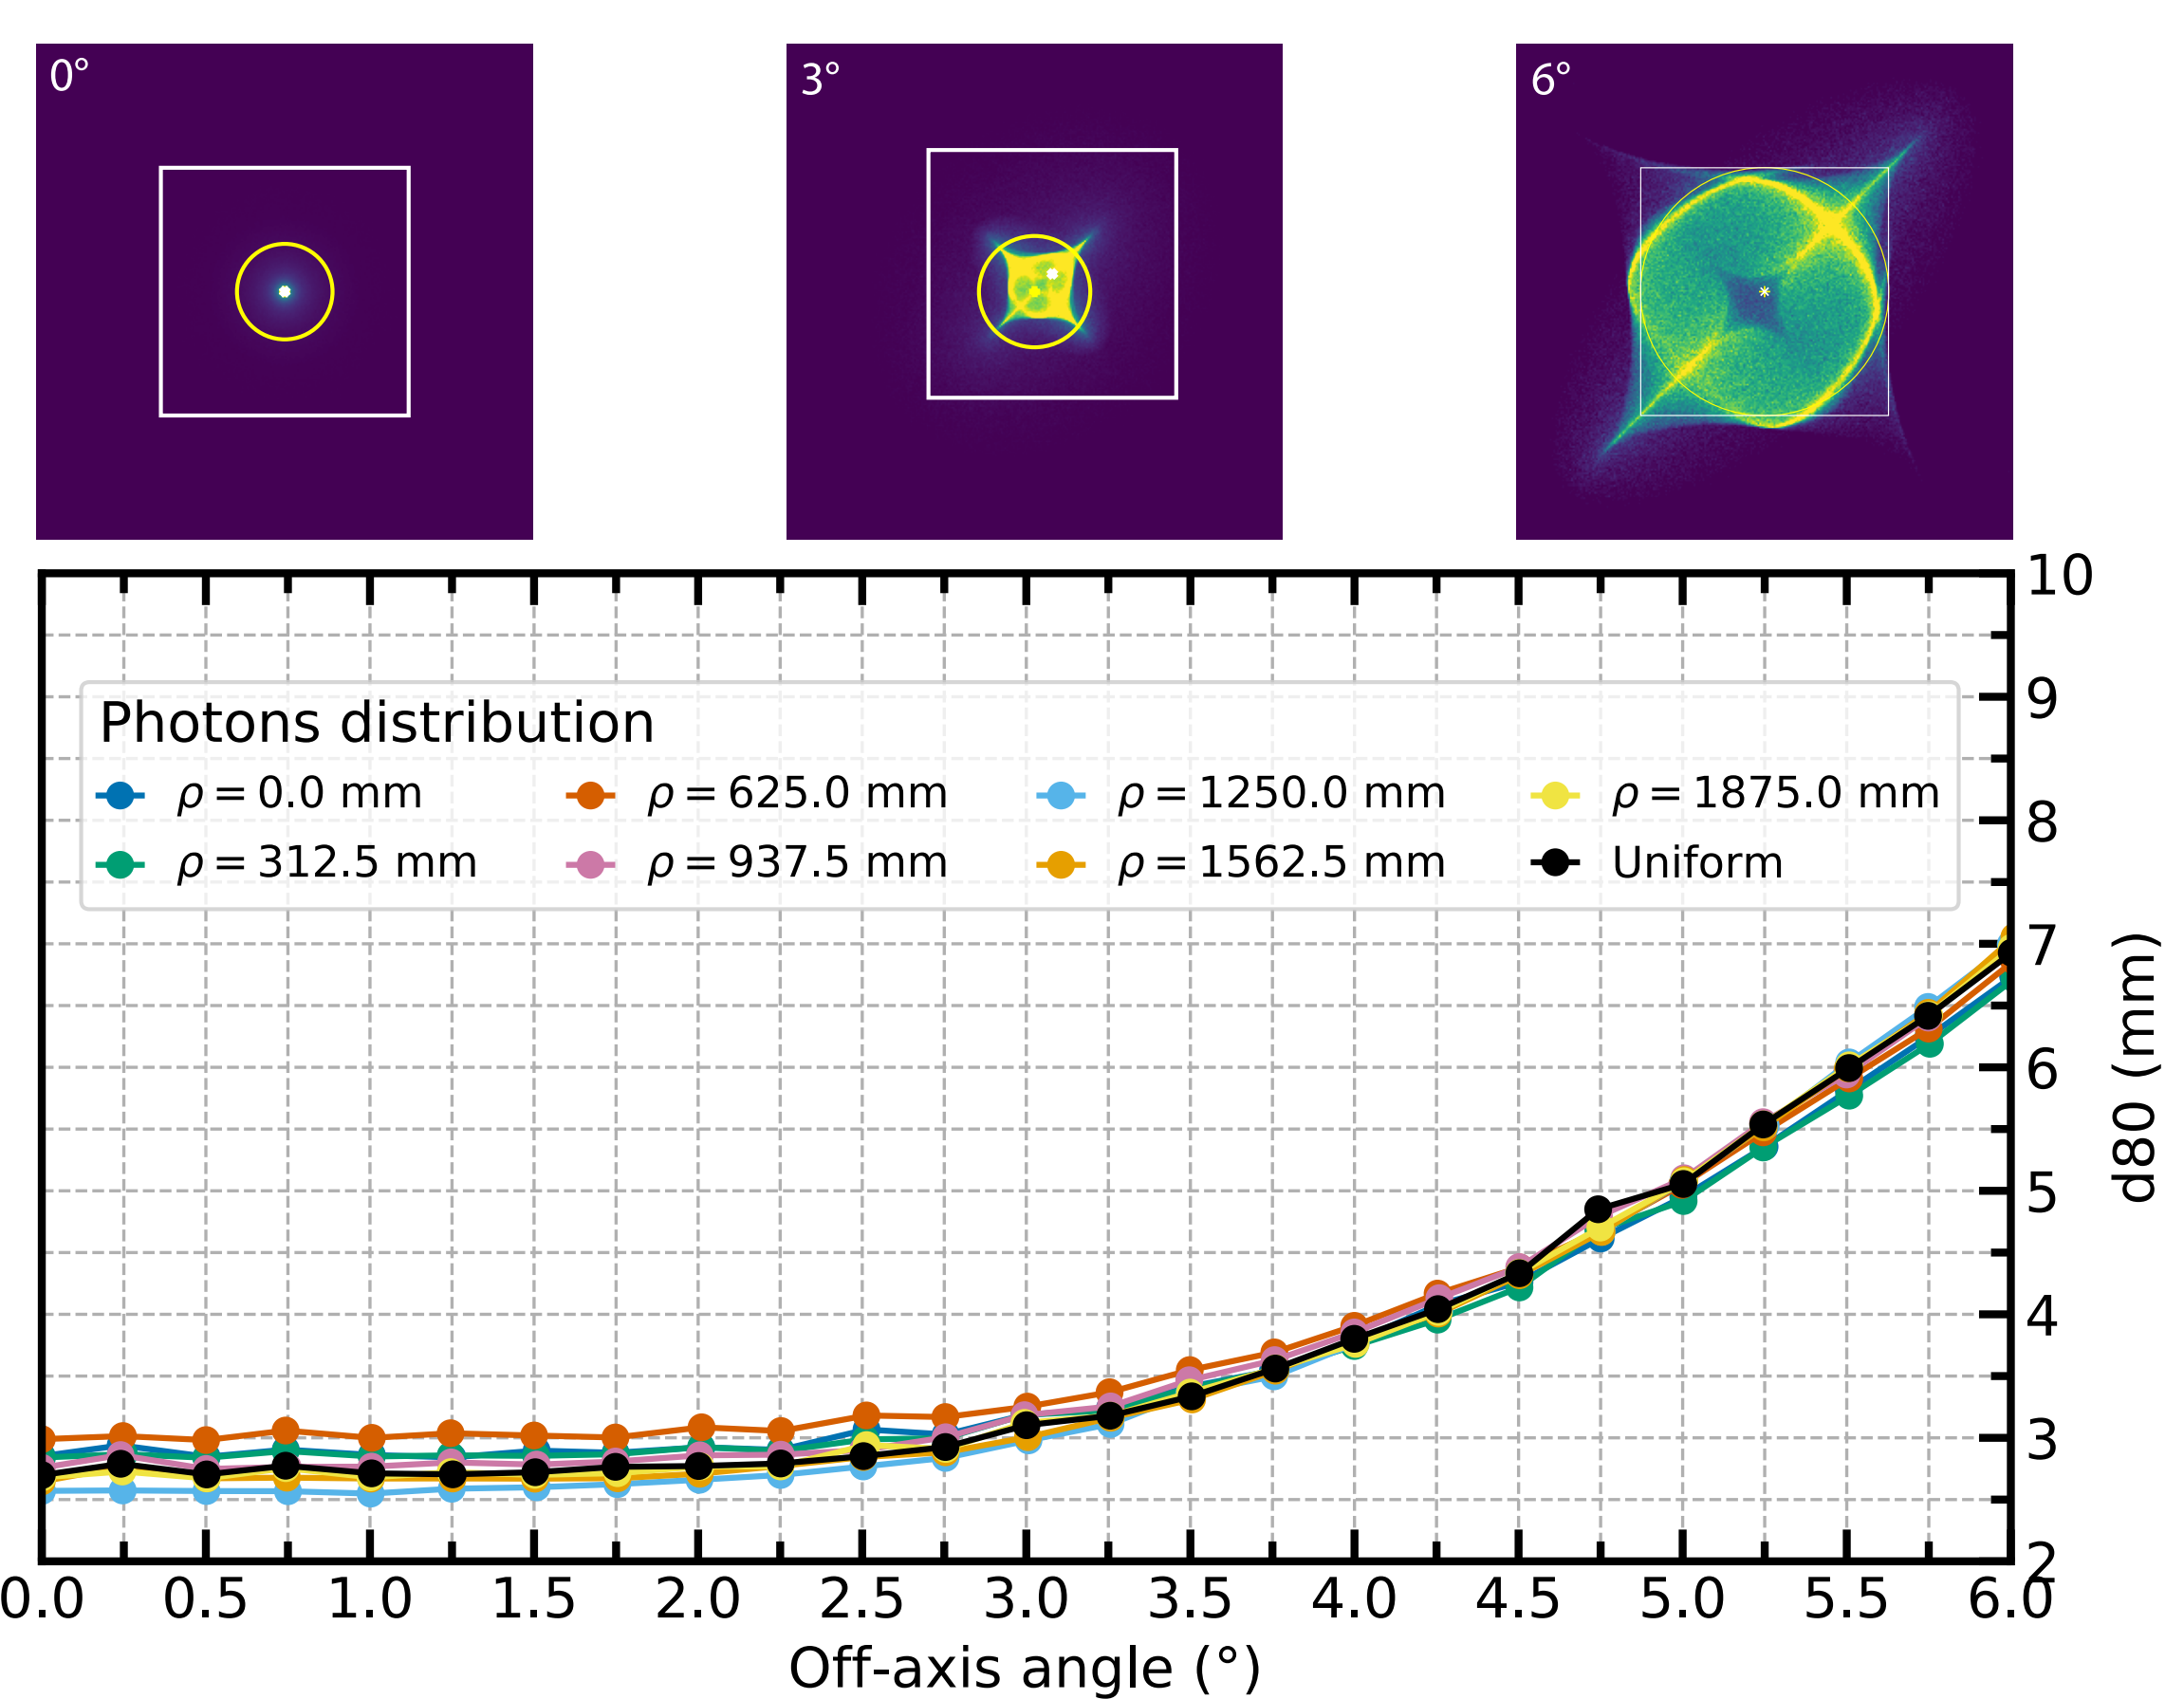 0°
3°
6°
10
9
8
7
6
5
4
3
2
d80 (mm)
Photons distribution
ρ = 0.0 mm
ρ = 625.0 mm
ρ = 1250.0 mm
ρ = 1875.0 mm
ρ = 312.5 mm
ρ = 937.5 mm
ρ = 1562.5 mm
Uniform
0.0 0.5 1.0 1.5 2.0 2.5 3.0 3.5 4.0 4.5 5.0 5.5 6.0
Off-axis angle (°)